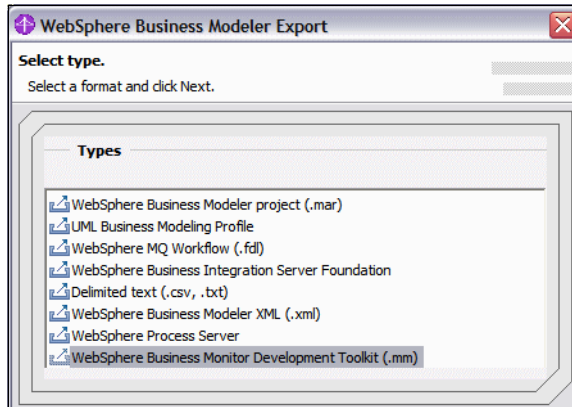 WebSphere Business Modeler Export
Select type.
Select a format and click Next.
Types
WebSphere Business Modeler project (.mar)
UML Business Modeling Profile
WebSphere MQ Workflow (.fdl)
WebSphere Business Integration Server Foundation
Delimited text (.csv, .txt)
WebSphere Business Modeler XML (.xml)
WebSphere Process Server
WebSphere Business Monitor Development Toolkit (.mm)